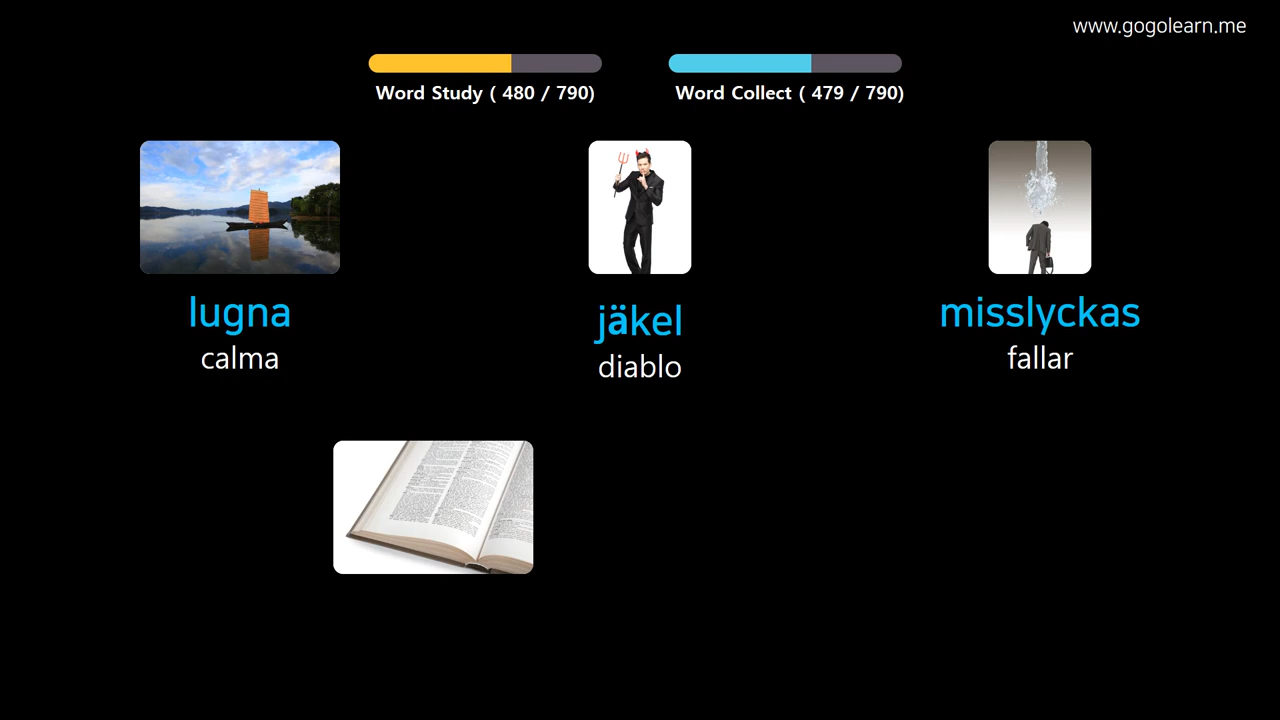 www.gogolearn.me
Word Study ( 480 / 790)
Word Collect ( 479 / 790)
lugna
calma
jäkel
diablo
misslyckas
fallar